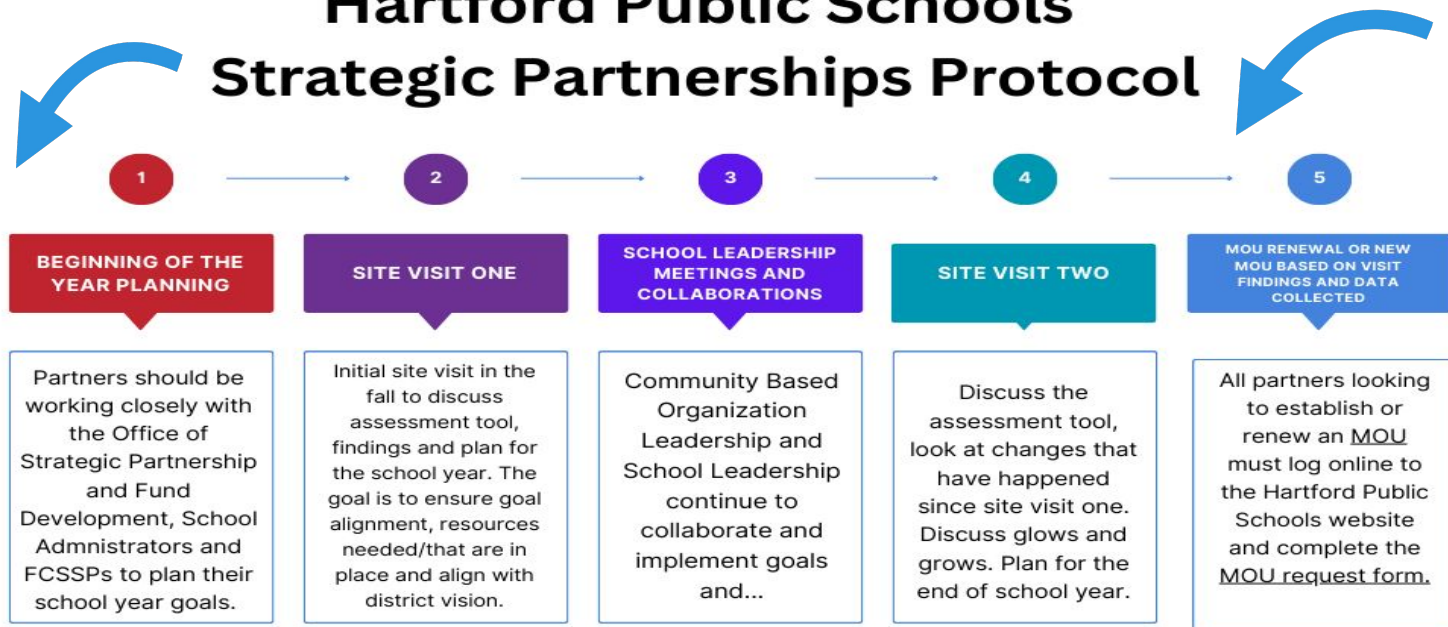 Hartford Public Schools
Strategic Partnerships Protocol
1
2
3
4
5
BEGINNING OF THE
YEAR PLANNING
SITE VISIT ONE
SCHOOL LEADERSHIP
MEETINGS AND
COLLABORATIONS
SITE VISIT TWO
MOU RENEWAL OR NEW
MOU BASED ON VISIT
FINDINGS AND DATA
COLLECTED
Partners should be
working closely with
the Office of
Strategic Partnership
and Fund
Development, School
Admnistrators and
FCSSPs to plan their
school year goals.
Initial site visit in the
fall to discuss
assessment tool,
findings and plan for
the school year. The
goal is to ensure goal
alignment, resources
needed/that are in
place and align with
district vision.
Community Based
Organization
Leadership and
School Leadership
continue to
collaborate and
implement goals
and...
Discuss the
assessment tool,
look at changes that
have happened
since site visit one.
Discuss glows and
grows. Plan for the
end of school year.
All partners looking
to establish or
renew an MOU
must log online to
the Hartford Public
Schools website
and complete the
MOU request form.